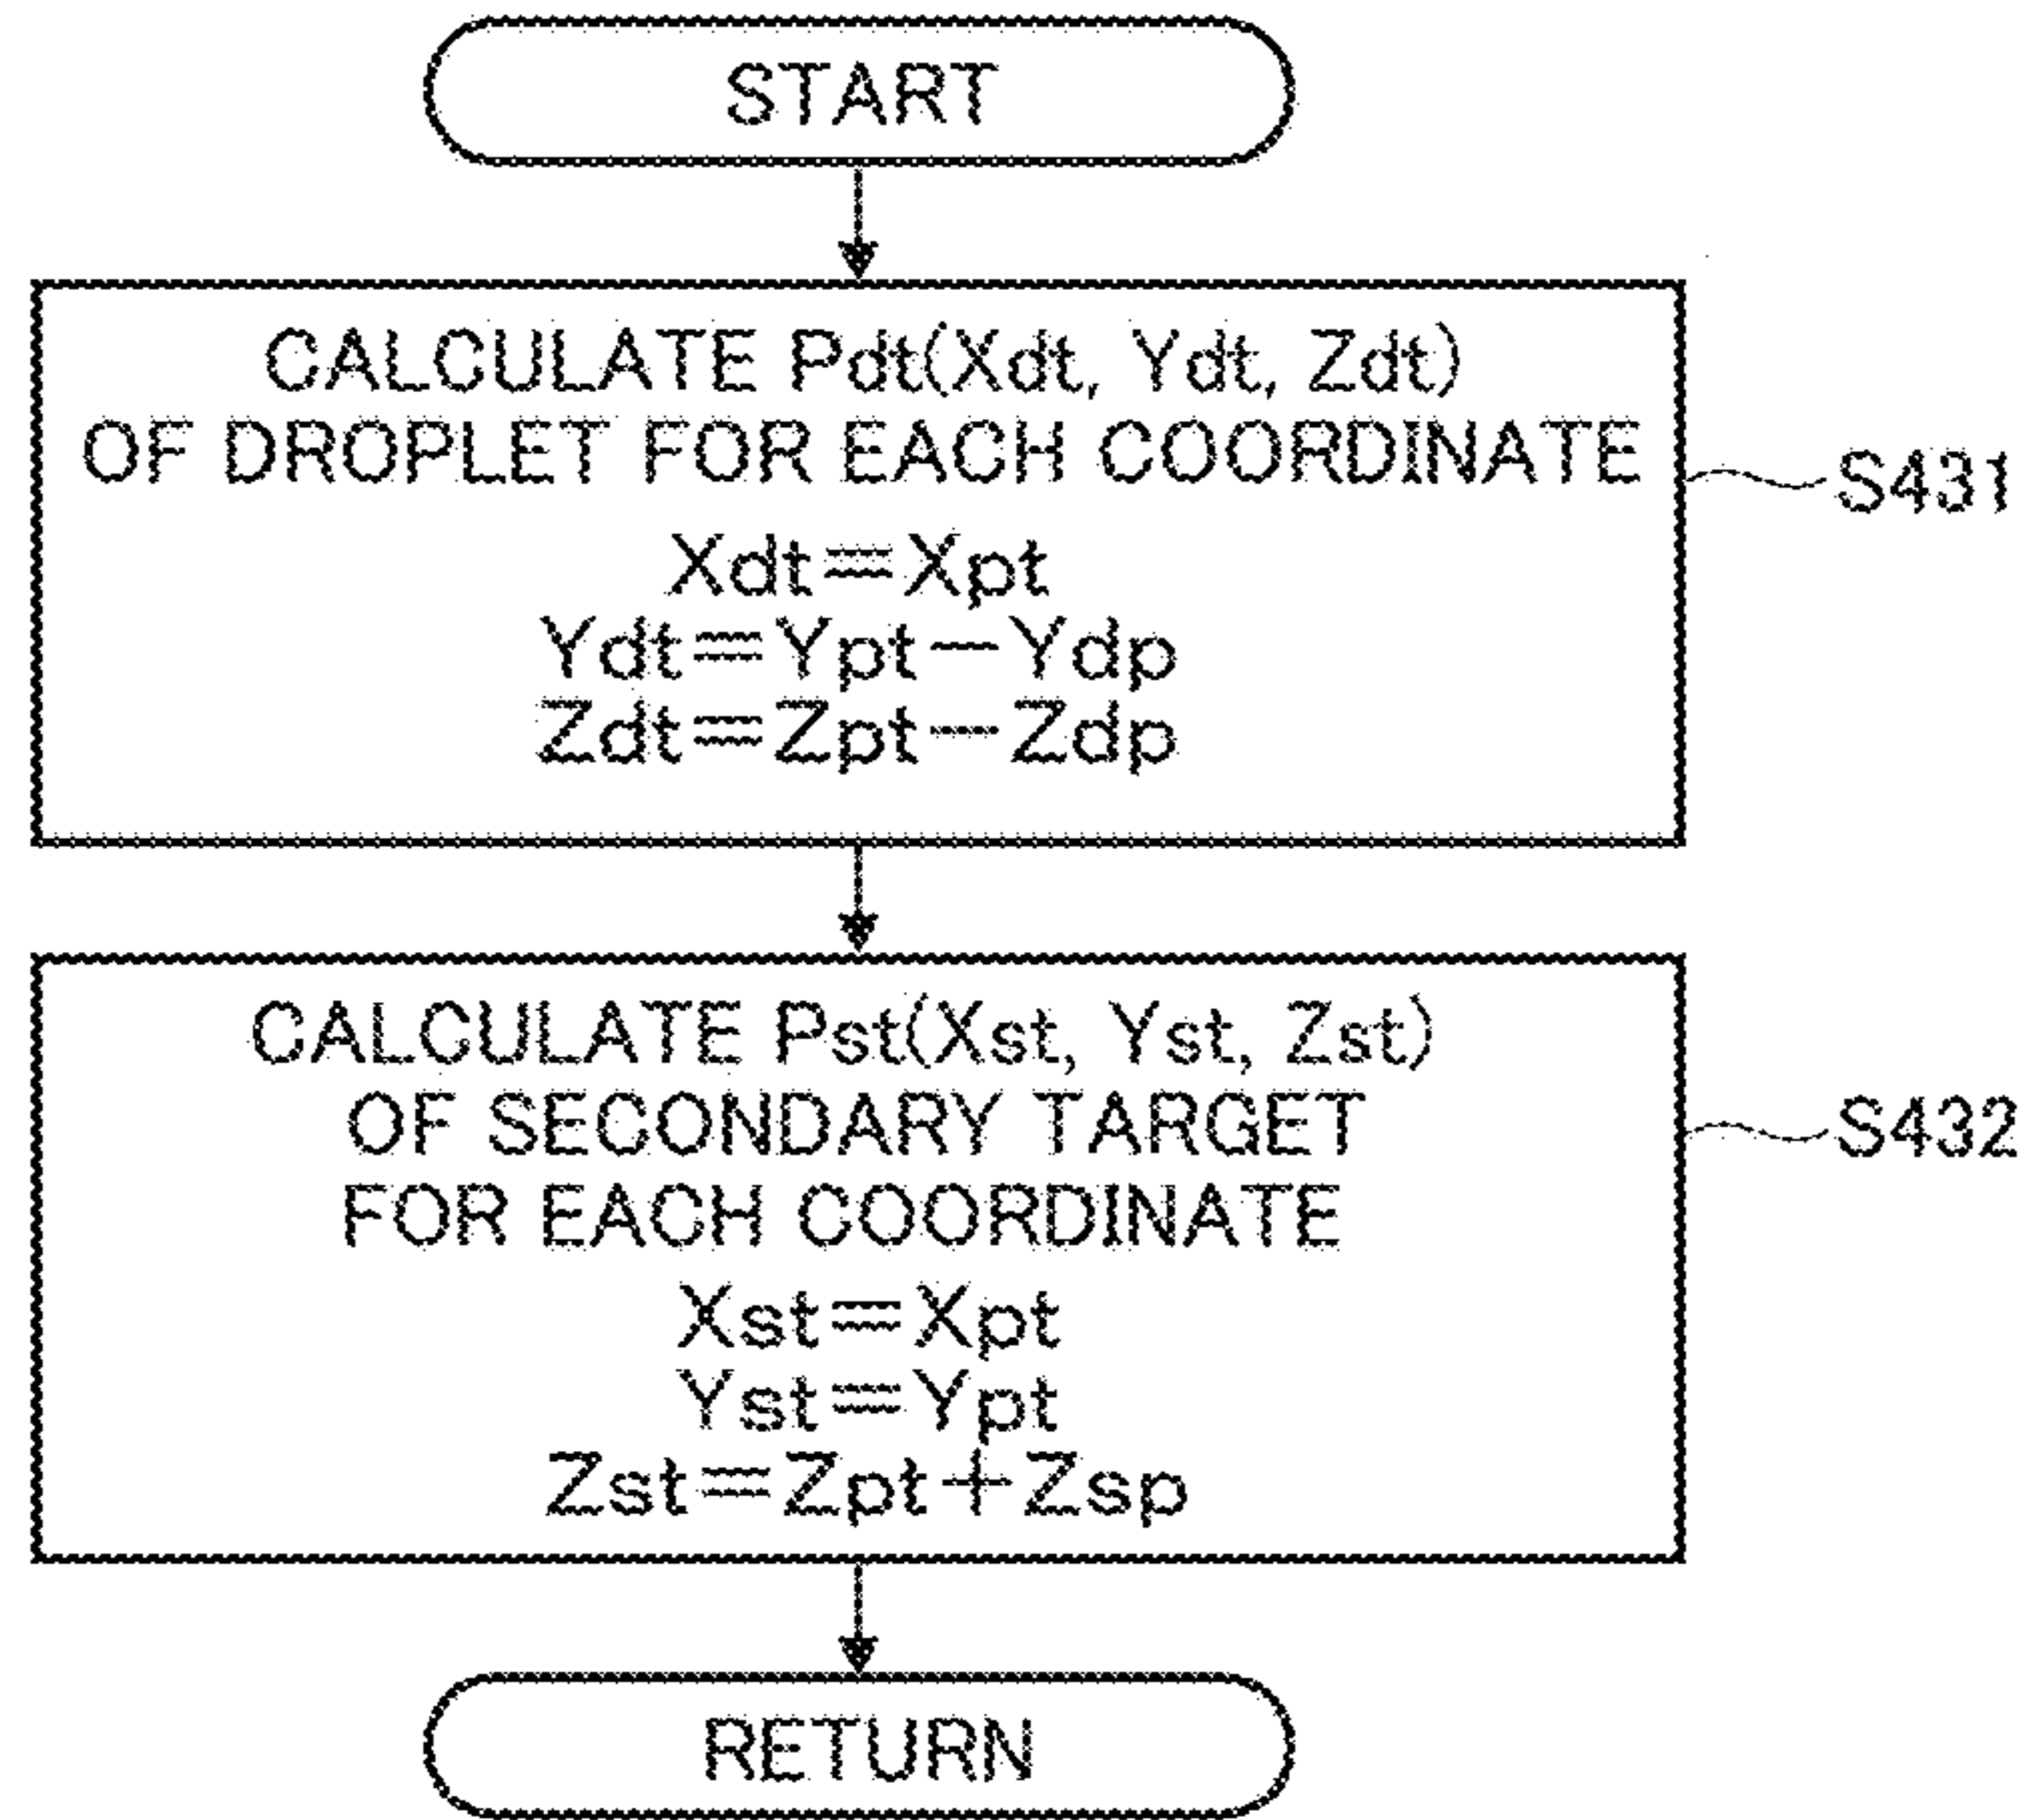 START
CALCULATE Pdt(Xdt, Ydt, Zdt)
OF DROPLET FOR EACH COORDINATE
Xdt=Xpt
Ydt=Ypt-Ydp
Zdt=Zpt-Zdp
S431
CALCULATE Pst(Xst, Yst, Zst)
OF SECONDARY TARGET
FOR EACH COORDINATE
Xst=Xpt
Yst=Ypt
Zst=Zpt+Zsp
S432
RETURN